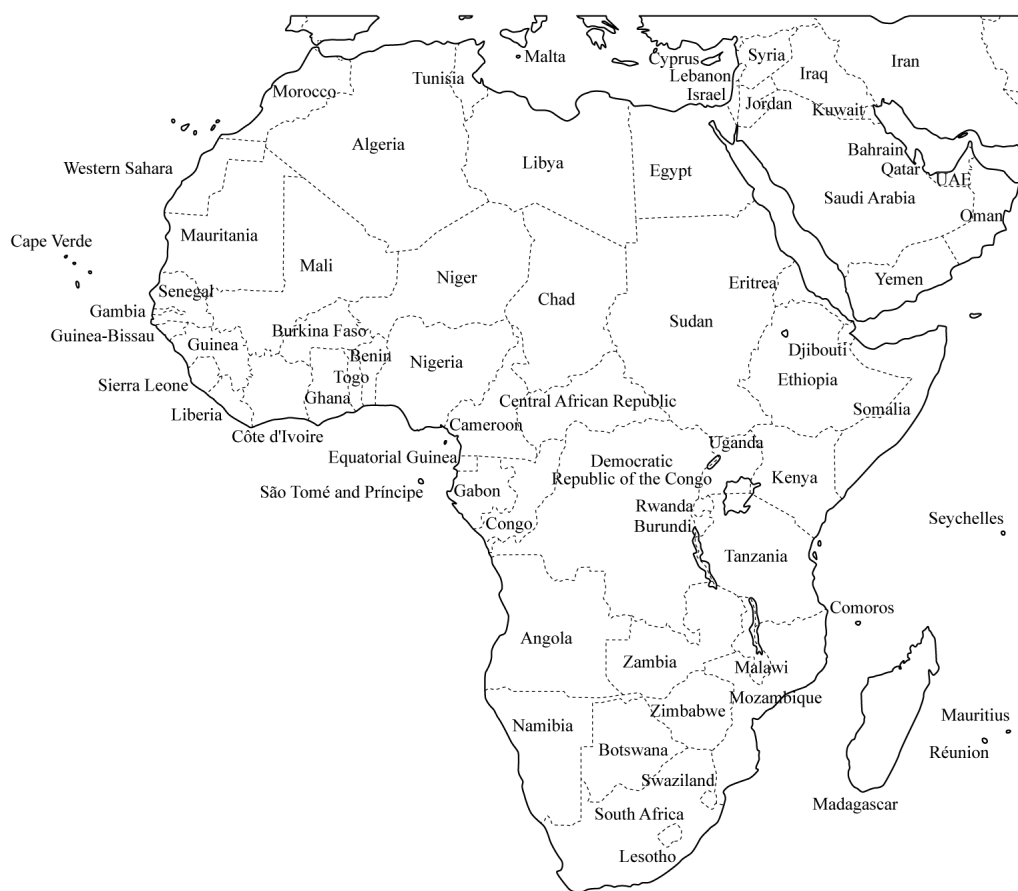 Malta
Cyprus
Lebanon
Israel
Syria
Iraq
Iran
Jordan
Kuwait
Tunisia
Morocco
Algeria
Libya
Egypt
Bahrain
Qatar
UAE
Saudi Arabia
Oman
Western Sahara
Cape Verde
Mauritania
Mali
Niger
Chad
Sudan
Eritrea
Yemen
Senegal
Gambia
Guinea-Bissau
Guinea
Burkina Faso
Benin
Togo
Ghana
Nigeria
Djibouti
Ethiopia
Somalia
Sierra Leone
Liberia
Côte d'Ivoire
Central African Republic
Cameroon
Equatorial Guinea
São Tomé and Príncipe
Gabon
Congo
Democratic
Republic of the Congo
Uganda
Kenya
Rwanda
Burundi
Tanzania
Seychelles
Comoros
Angola
Zambia
Malawi
Mozambique
Zimbabwe
Namibia
Botswana
Swaziland
South Africa
Lesotho
Mauritius
Réunion
Madagascar